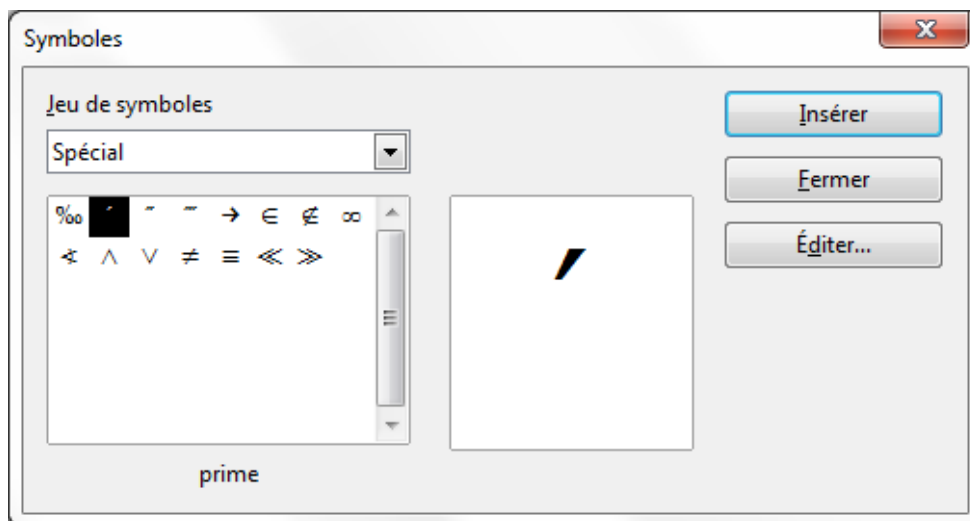 Symboles
Jeu de symboles
Spécial
‰ ′ ″ ‴ → ∈ ∉ ∞
∢ ∧ ∨ ≠ ≡ ≪ ≫
′
prime
Insérer
Fermer
Éditer...